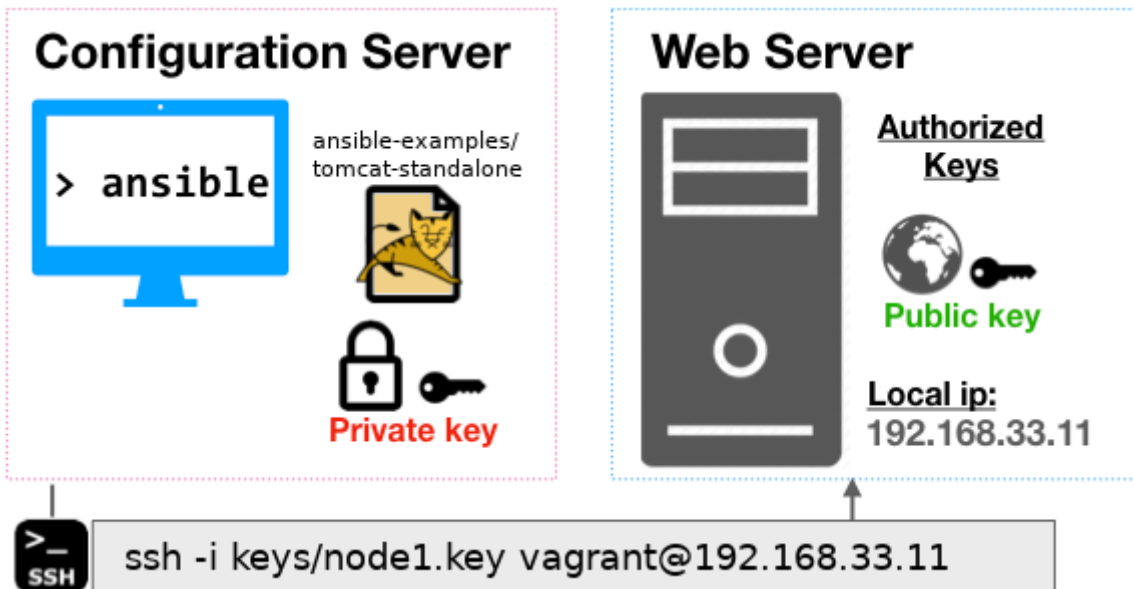 Configuration Server
> ansible
ansible-examples/
tomcat-standalone
Private key
Web Server
Authorized
Keys
Public key
Local ip:
192.168.33.11
>_
SSH
ssh -i keys/node1.key vagrant@192.168.33.11